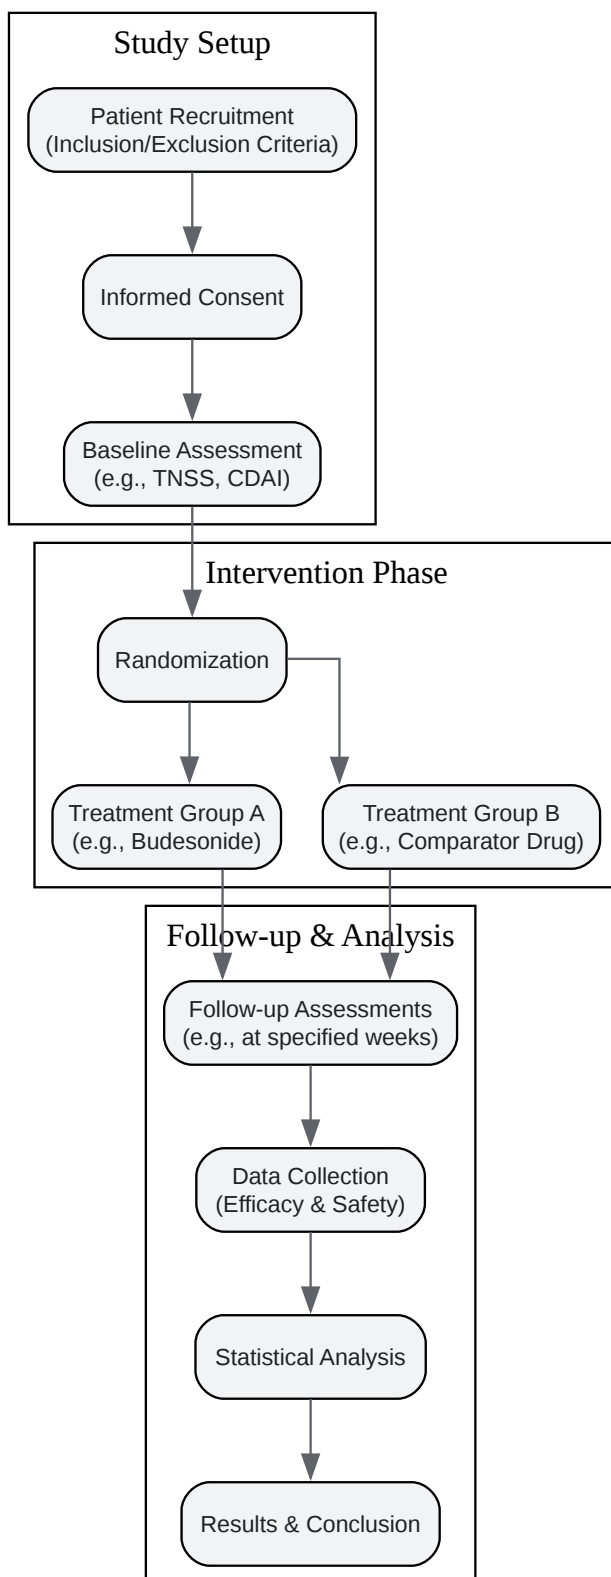 Study Setup
Patient Recruitment
(Inclusion/Exclusion Criteria)
Informed Consent
Baseline Assessment
(e.g., TNSS, CDAI)
Intervention Phase
Randomization
Treatment Group A
(e.g., Budesonide)
Treatment Group B
(e.g., Comparator Drug)
Follow-up & Analysis
Follow-up Assessments
(e.g., at specified weeks)
Data Collection
(Efficacy & Safety)
Statistical Analysis
Results & Conclusion